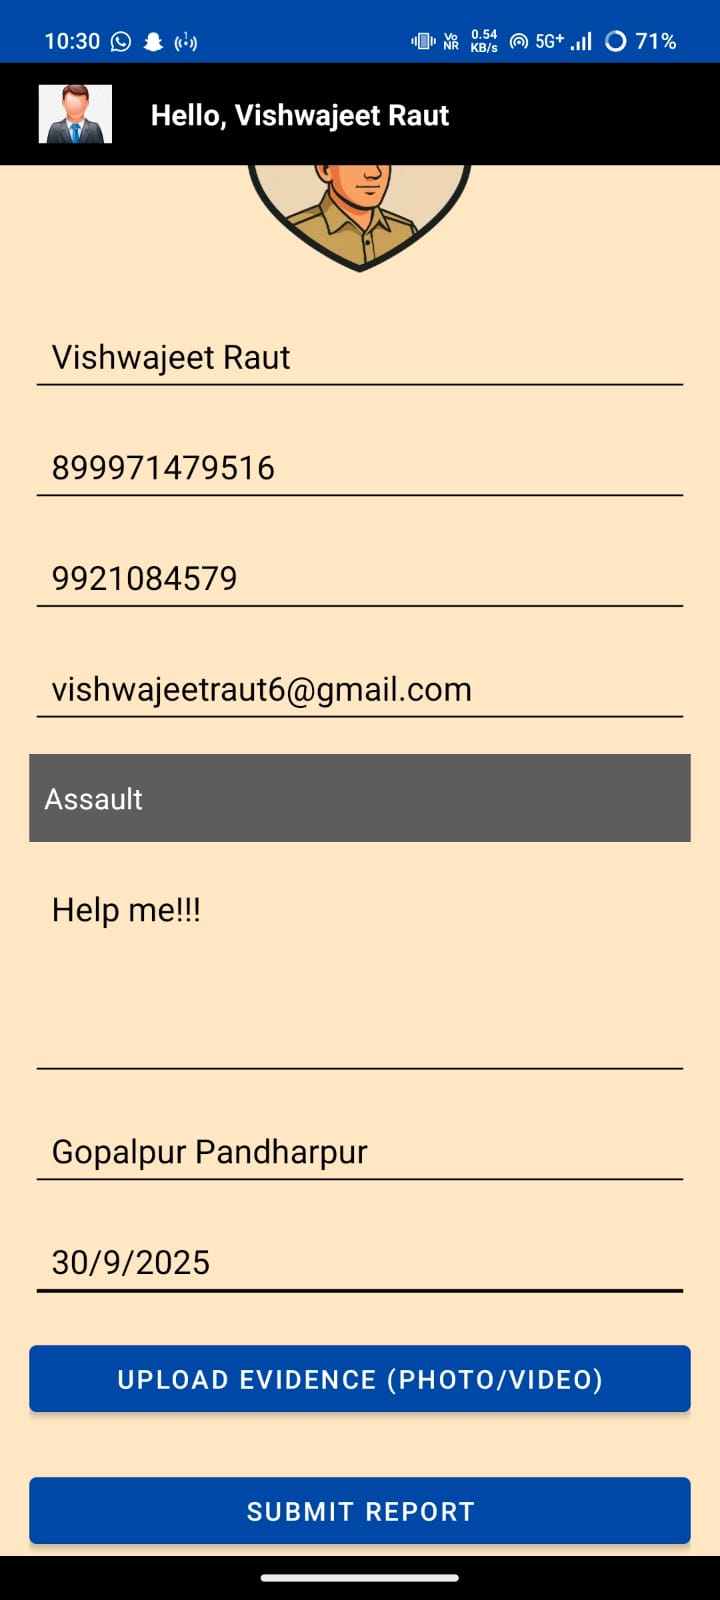 10:30 Vo NR 0.54 KB/s 5G+ 71%
Hello, Vishwajeet Raut
Vishwajeet Raut
899971479516
9921084579
vishwajeetraut6@gmail.com
Assault
Help me!!!
Gopalpur Pandharpur
30/9/2025
UPLOAD EVIDENCE (PHOTO/VIDEO)
SUBMIT REPORT